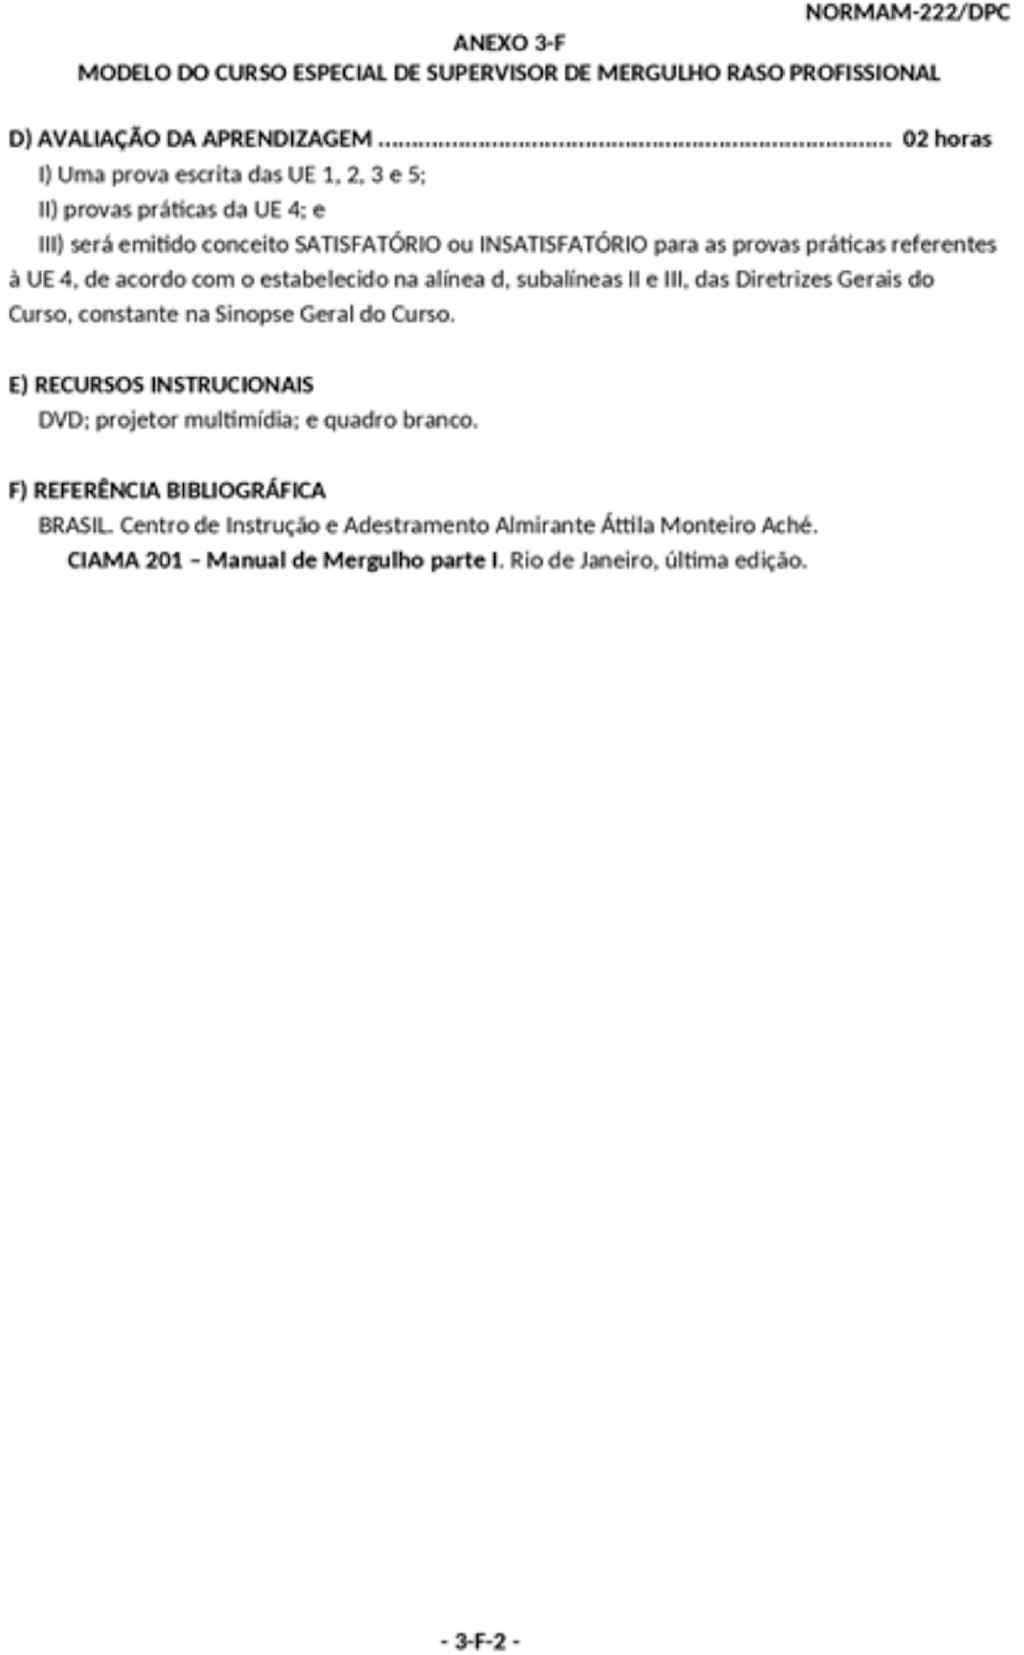 NORMAM-222/DPC
ANEXO 3-F
MODELO DO CURSO ESPECIAL DE SUPERVISOR DE MERGULHO RASO PROFISSIONAL
D) AVALIAÇÃO DA APRENDIZAGEM ............................................................................... 02 horas
I) Uma prova escrita das UE 1, 2, 3 e 5;
II) provas práticas da UE 4; e
III) será emitido conceito SATISFATÓRIO ou INSATISFATÓRIO para as provas práticas referentes
à UE 4, de acordo com o estabelecido na alínea d, subalíneas II e III, das Diretrizes Gerais do
Curso, constante na Sinopse Geral do Curso.
E) RECURSOS INSTRUCIONAIS
DVD; projetor multimídia; e quadro branco.
F) REFERÊNCIA BIBLIOGRÁFICA
BRASIL. Centro de Instrução e Adestramento Almirante Áttila Monteiro Aché.
CIAMA 201 – Manual de Mergulho parte I. Rio de Janeiro, última edição.
- 3-F-2 -